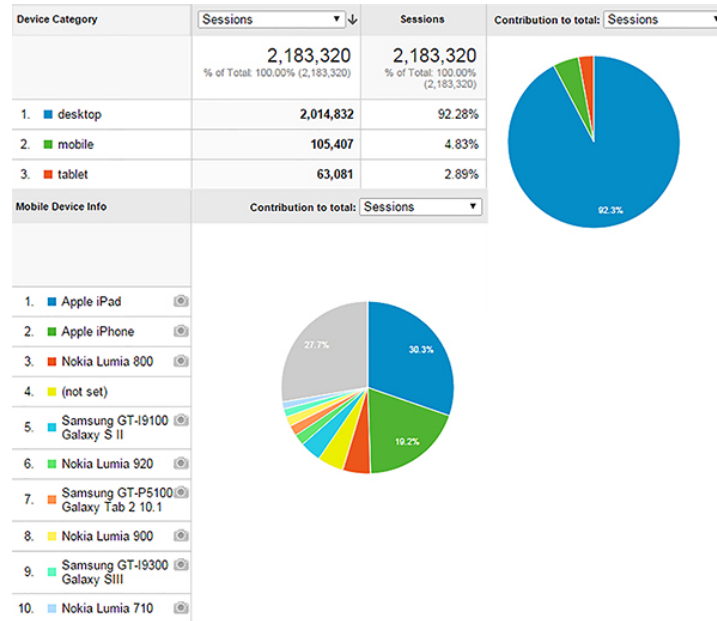 Device Category
Sessions
Sessions
Contribution to total: Sessions
2,183,320
% of Total: 100.00% (2,183,320)
2,183,320
% of Total: 100.00%
(2,183,320)
1. desktop 2,014,832 92.28%
2. mobile 105,407 4.83%
3. tablet 63,081 2.89%
92.3%
Mobile Device Info
Contribution to total: Sessions
1. Apple iPad
2. Apple iPhone
3. Nokia Lumia 800
4. (not set)
5. Samsung GT-I9100
Galaxy S II
6. Nokia Lumia 920
7. Samsung GT-P5100
Galaxy Tab 2 10.1
8. Nokia Lumia 900
9. Samsung GT-I9300
Galaxy SIII
10. Nokia Lumia 710
27.7%
30.3%
19.2%